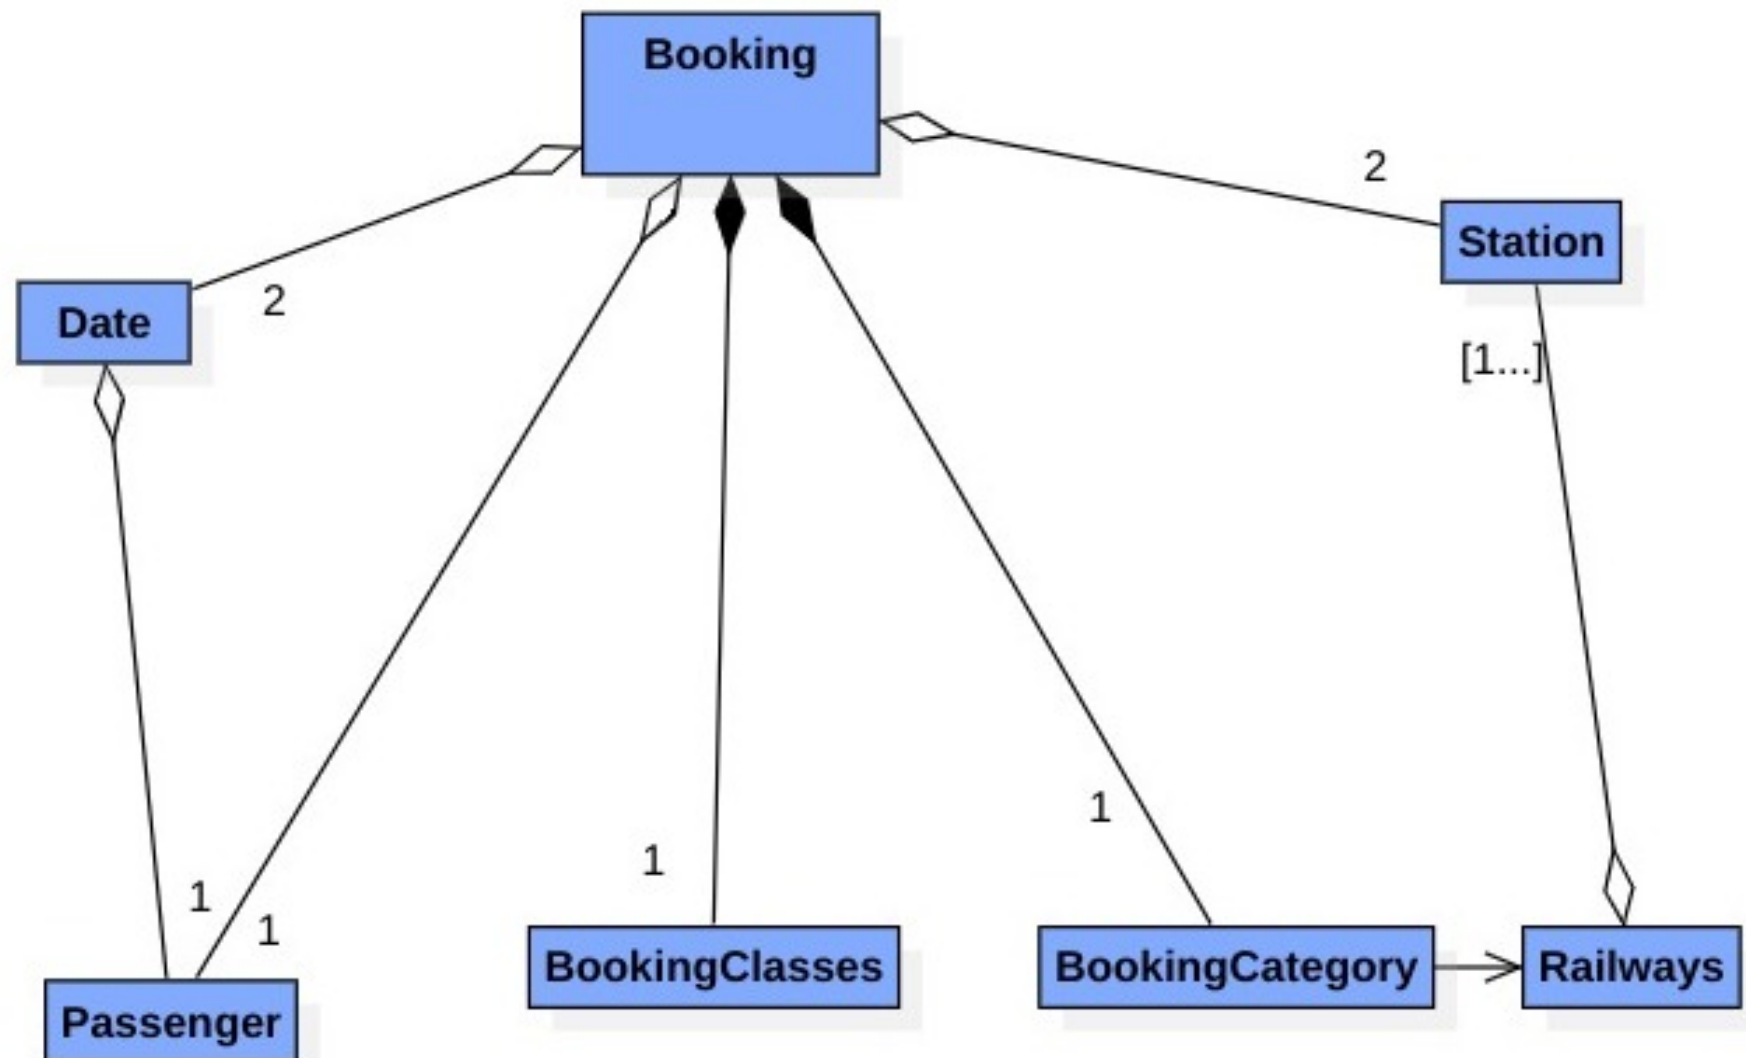 Booking
2
Station
2
Date
[1...]
1
1
1
1
BookingClasses
BookingCategory
Railways
Passenger